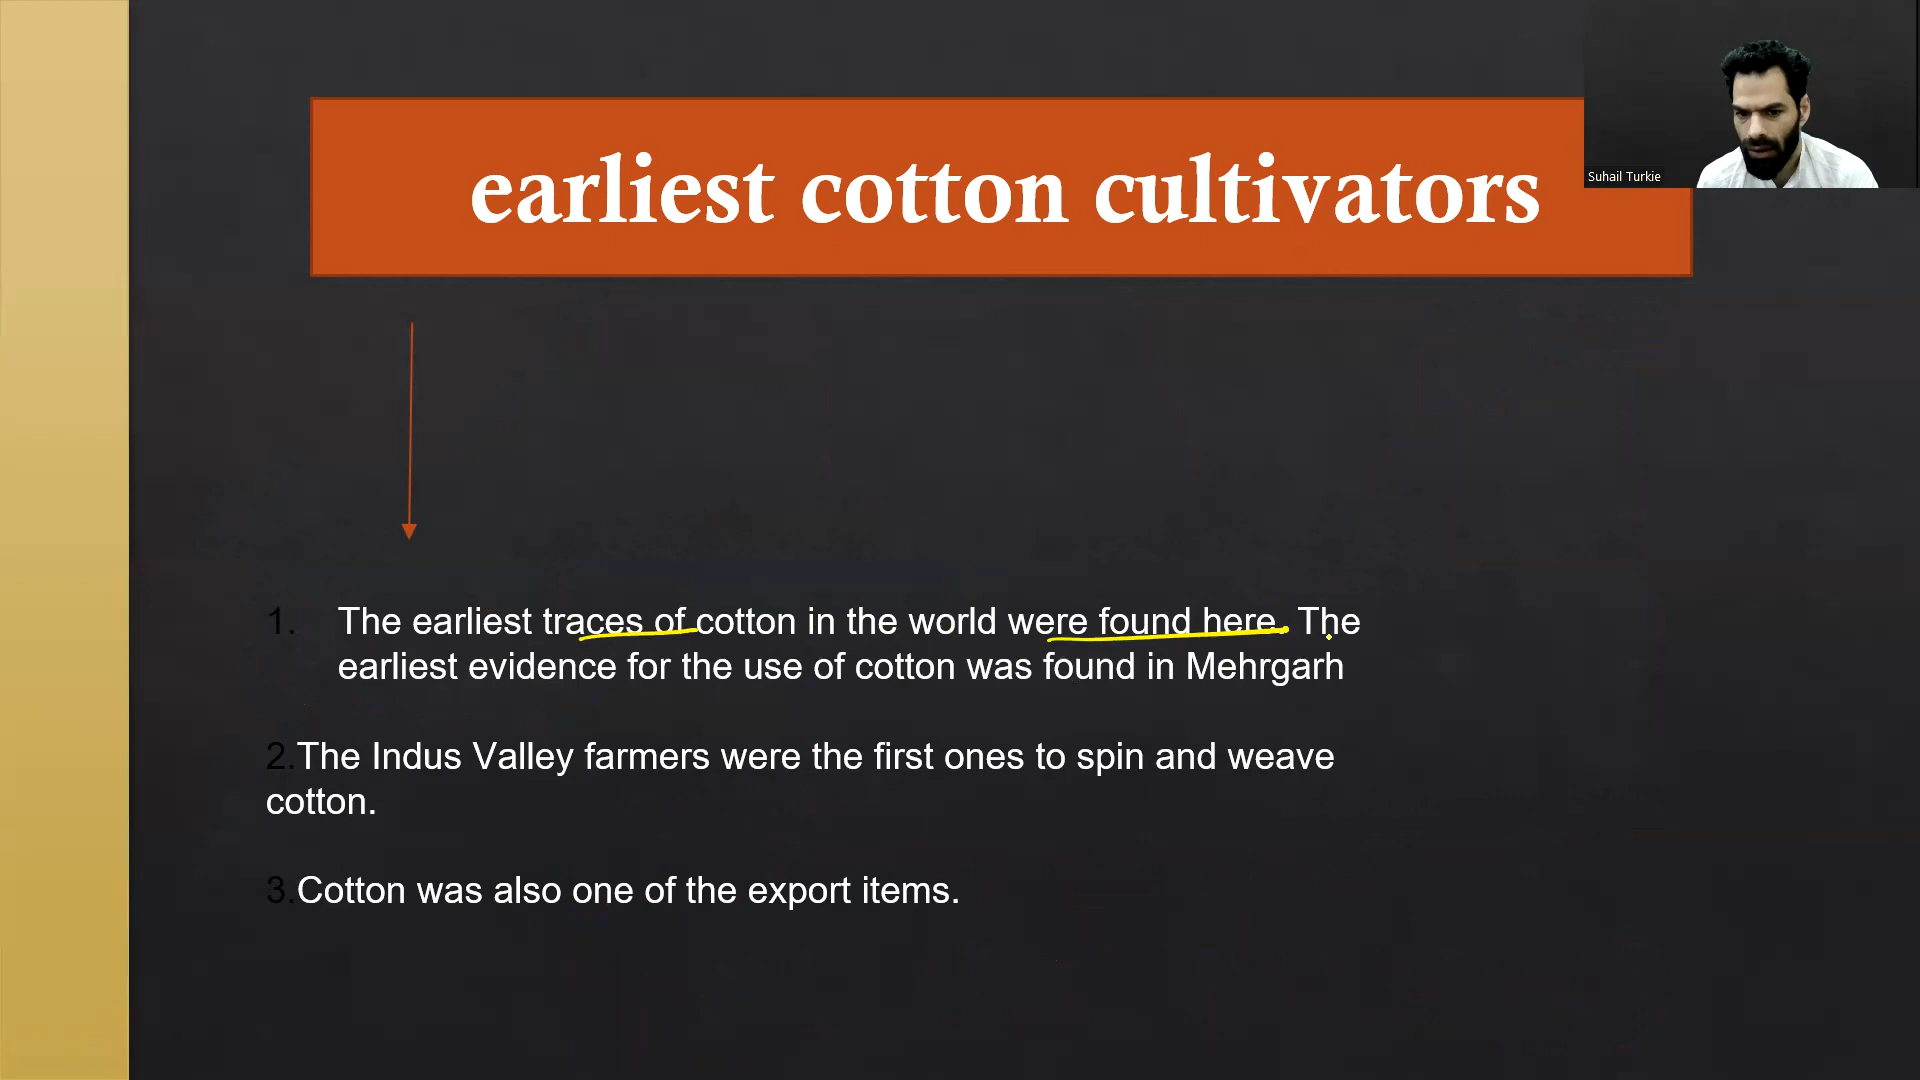 earliest cotton cultivators
Suhail Turkie
1. The earliest traces of cotton in the world were found here. The
earliest evidence for the use of cotton was found in Mehrgarh
2.The Indus Valley farmers were the first ones to spin and weave
cotton.
3.Cotton was also one of the export items.